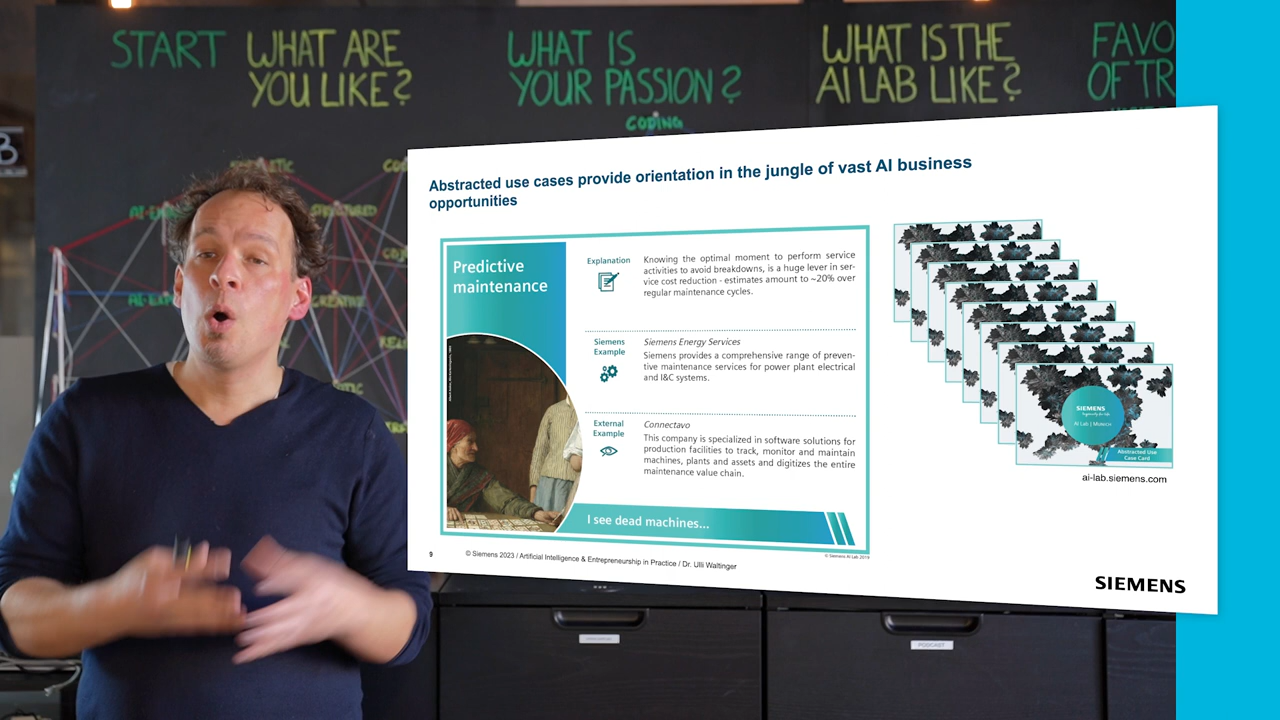 START
WHAT ARE
YOU LIKE?
WHAT IS
YOUR PASSION?
WHAT IS THE
AI LAB LIKE?
FAVO
OF TR
CODING
Abstracted use cases provide orientation in the jungle of vast AI business
opportunities
Predictive
maintenance
Explanation
Knowing the optimal moment to perform service
activities to avoid breakdowns, is a huge lever in ser-
vice cost reduction - estimates amount to ~20% over
regular maintenance cycles.
Siemens
Example
Siemens Energy Services
Siemens provides a comprehensive range of preven-
tive maintenance services for power plant electrical
and I&C systems.
External
Example
Connectavo
This company is specialized in software solutions for
production facilities to track, monitor and maintain
machines, plants and assets and digitizes the entire
maintenance value chain.
I see dead machines...
© Siemens AI Lab 2019
SIEMENS
AI Lab | Munich
Abstracted Use
Case Card
ai-lab.siemens.com
9
© Siemens 2023 / Artificial Intelligence & Entrepreneurship in Practice / Dr. Ulli Waltinger
SIEMENS
PODCAST